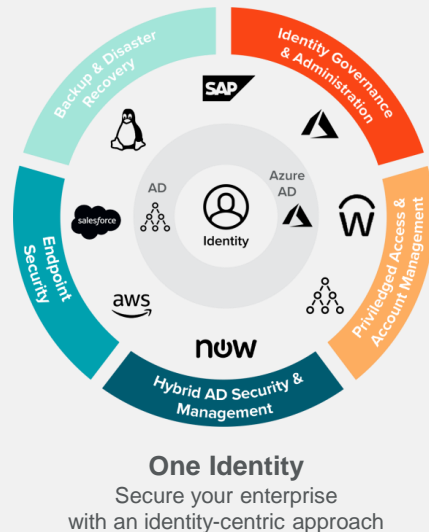 Backup & Disaster
Recovery
Identity Governance
& Administration
SAP
AD
Azure
AD
salesforce
Identity
W
Endpoint
Security
Priviledged Access &
Account Management
aws
now
Hybrid AD Security &
Management
One Identity
Secure your enterprise
with an identity-centric approach